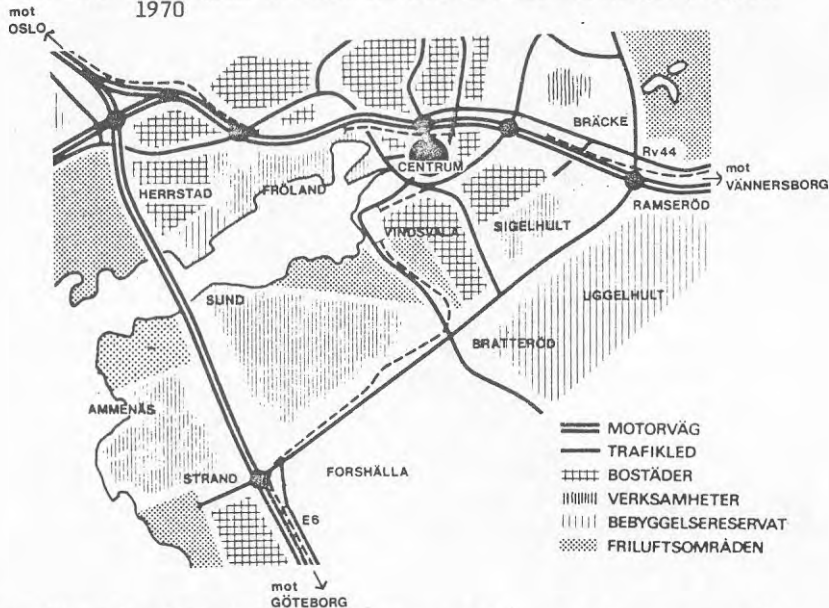 1970
mot
OSLO
BRÄCKE
Rv44
CENTRUM
mot
VÄNNERSBORG
HERRSTAD
FRÖLAND
RAMSERÖD
VINDSVALA
SIGELHULT
SUND
UGGELHULT
BRATTERÖD
AMMENÄS
STRAND
FORSHÄLLA
E6
mot
GÖTEBORG
MOTORVÄG
TRAFIKLED
BOSTÄDER
VERKSAMHETER
BEBYGGELSERESERVAT
FRILUFTSOMRÅDEN